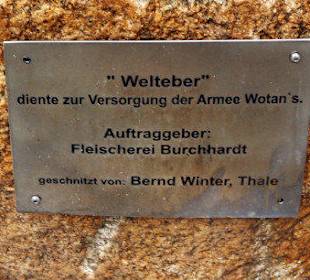 " Welteber"
diente zur Versorgung der Armee Wotan`s.
Auftraggeber:
Fleischerei Burchhardt
geschnitzt von: Bernd Winter, Thale